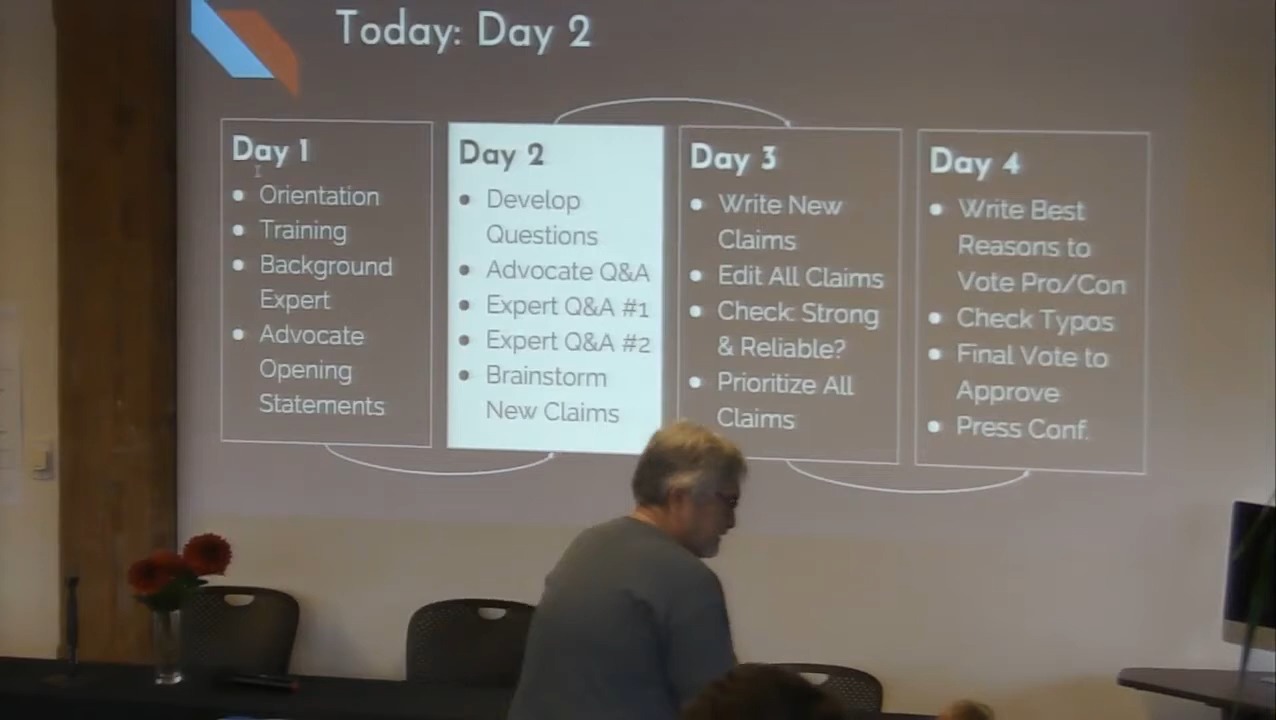 Today: Day 2
Day 1
Orientation
Training
Background
Expert
Advocate
Opening
Statements
Day 2
Develop
Questions
Advocate Q&A
Expert Q&A #1
Expert Q&A #2
Brainstorm
New Claims
Day 3
Write New
Claims
Edit All Claims
Check: Strong
& Reliable?
Prioritize All
Claims
Day 4
Write Best
Reasons to
Vote Pro/Con
Check Typos
Final Vote to
Approve
Press Conf.